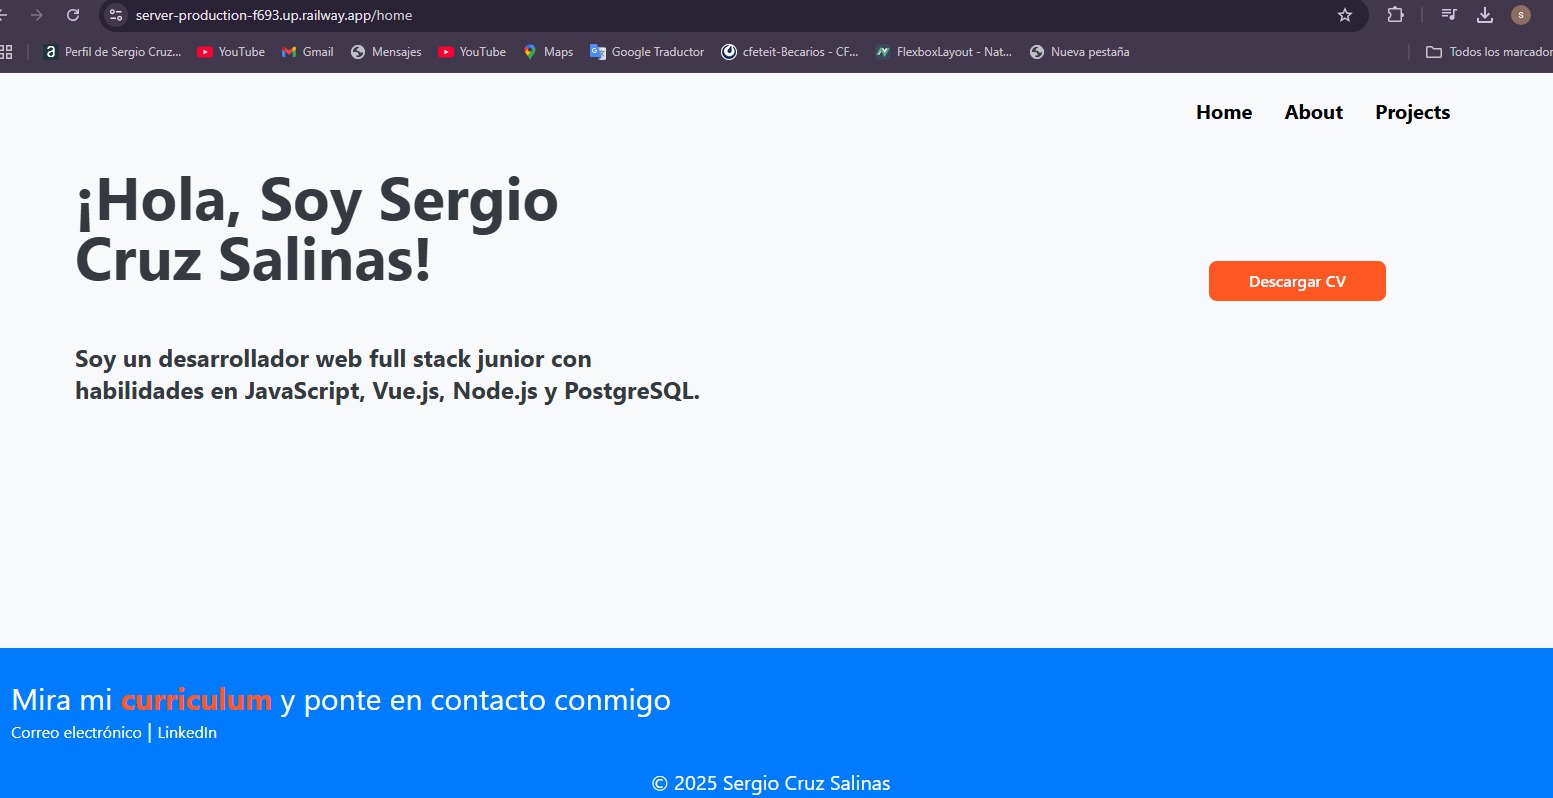 server-production-f693.up.railway.app/home
S
a Perfil de Sergio Cruz... YouTube Gmail Mensajes YouTube Maps Google Traductor cfeteit-Becarios - CF... FlexboxLayout - Nat... Nueva pestaña Todos los marcador
Home About Projects
¡Hola, Soy Sergio
Cruz Salinas!
Descargar CV
Soy un desarrollador web full stack junior con
habilidades en JavaScript, Vue.js, Node.js y PostgreSQL.
Mira mi curriculum y ponte en contacto conmigo
Correo electrónico | LinkedIn
© 2025 Sergio Cruz Salinas